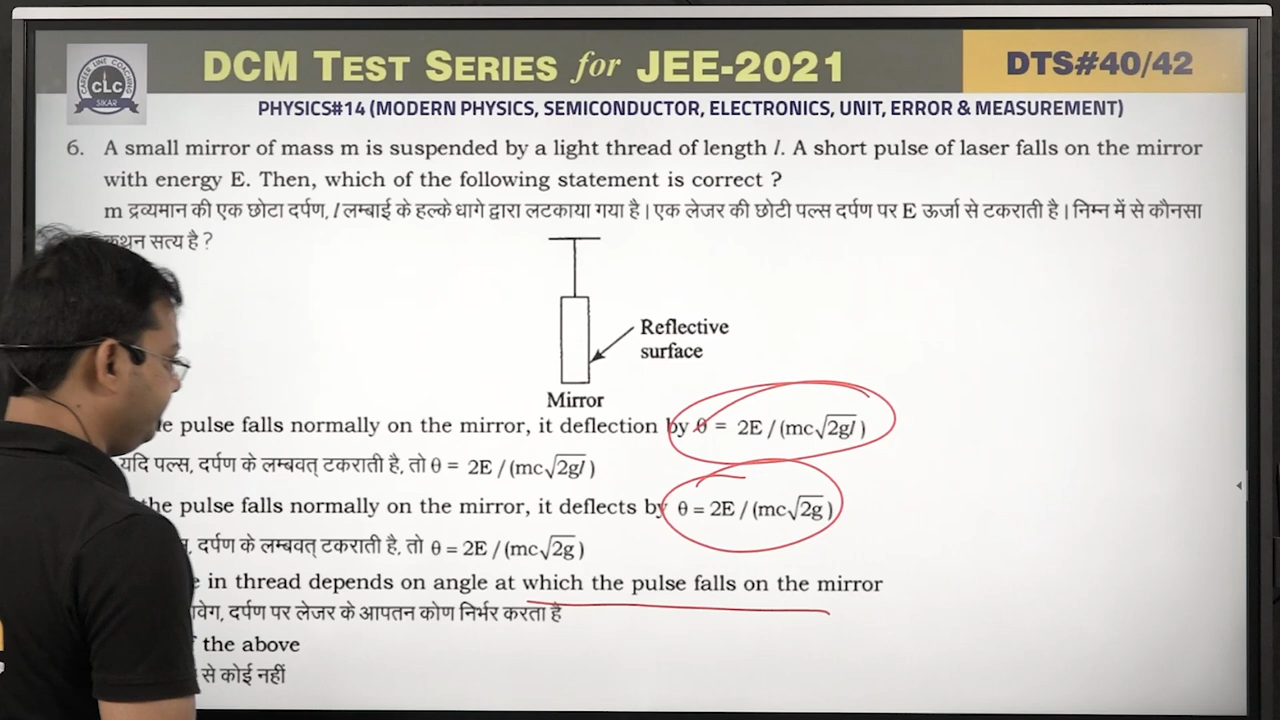 DCM TEST SERIES for JEE-2021
DTS#40/42
CAREER LINE COACHING
CLC
SIKAR
PHYSICS#14 (MODERN PHYSICS, SEMICONDUCTOR, ELECTRONICS, UNIT, ERROR & MEASUREMENT)
6. A small mirror of mass m is suspended by a light thread of length l. A short pulse of laser falls on the mirror
with energy E. Then, which of the following statement is correct ?
m द्रव्यमान की एक छोटा दर्पण, l लम्बाई के हल्के धागे द्वारा लटकाया गया है। एक लेजर की छोटी पल्स दर्पण पर E ऊर्जा से टकराती है। निम्न में से कौनसा
कथन सत्य है ?
Reflective
surface
Mirror
pulse falls normally on the mirror, it deflection by θ = 2E / (mc√2gl)
यदि पल्स, दर्पण के लम्बवत् टकराती है, तो θ = 2E / (mc√2gl)
the pulse falls normally on the mirror, it deflects by θ = 2E / (mc√2g)
दर्पण के लम्बवत् टकराती है, तो θ = 2E / (mc√2g)
in thread depends on angle at which the pulse falls on the mirror
दर्पण पर लेजर के आपतन कोण निर्भर करता है
the above
से कोई नहीं